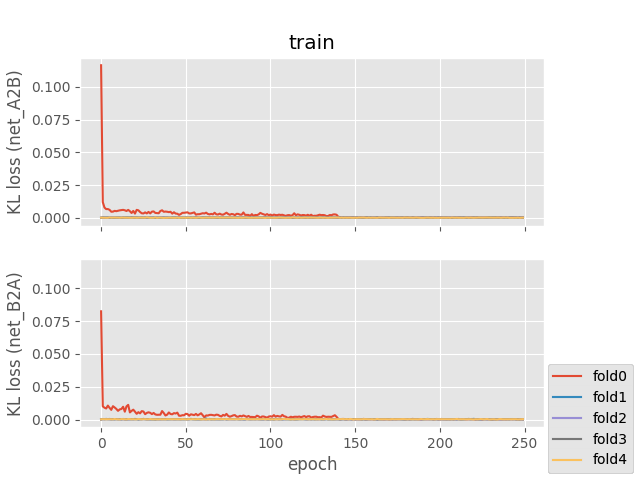 train
KL loss (net_A2B)
0.100
0.075
0.050
0.025
0.000
KL loss (net_B2A)
0.100
0.075
0.050
0.025
0.000
0 50 100 150 200 250
epoch
fold0
fold1
fold2
fold3
fold4